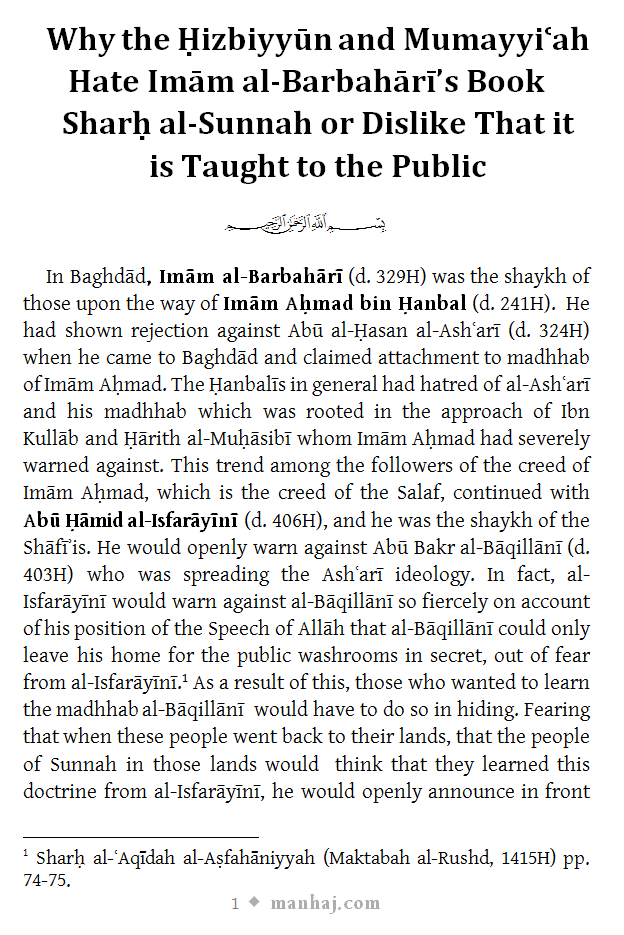 Why the Ḥizbiyyūn and Mumayyiʿah
Hate Imām al-Barbahārī’s Book
Sharḥ al-Sunnah or Dislike That it
is Taught to the Public
بِسْمِ اللَّهِ الرَّحْمَٰنِ الرَّحِيمِ
In Baghdād, Imām al-Barbahārī (d. 329H) was the shaykh of
those upon the way of Imām Aḥmad bin Ḥanbal (d. 241H). He
had shown rejection against Abū al-Ḥasan al-Ashʿarī (d. 324H)
when he came to Baghdād and claimed attachment to madhhab
of Imām Aḥmad. The Ḥanbalīs in general had hatred of al-Ashʿarī
and his madhhab which was rooted in the approach of Ibn
Kullāb and Ḥārith al-Muḥāsibī whom Imām Aḥmad had severely
warned against. This trend among the followers of the creed of
Imām Aḥmad, which is the creed of the Salaf, continued with
Abū Ḥāmid al-Isfarāyīnī (d. 406H), and he was the shaykh of the
Shāfīʾis. He would openly warn against Abū Bakr al-Bāqillānī (d.
403H) who was spreading the Ashʿarī ideology. In fact, al-
Isfarāyīnī would warn against al-Bāqillānī so fiercely on account
of his position of the Speech of Allāh that al-Bāqillānī could only
leave his home for the public washrooms in secret, out of fear
from al-Isfarāyīnī.¹ As a result of this, those who wanted to learn
the madhhab al-Bāqillānī would have to do so in hiding. Fearing
that when these people went back to their lands, that the people
of Sunnah in those lands would think that they learned this
doctrine from al-Isfarāyīnī, he would openly announce in front
¹ Sharḥ al-ʿAqīdah al-Aṣfahāniyyah (Maktabah al-Rushd, 1415H) pp.
74-75.
1 ◆ manhaj.com